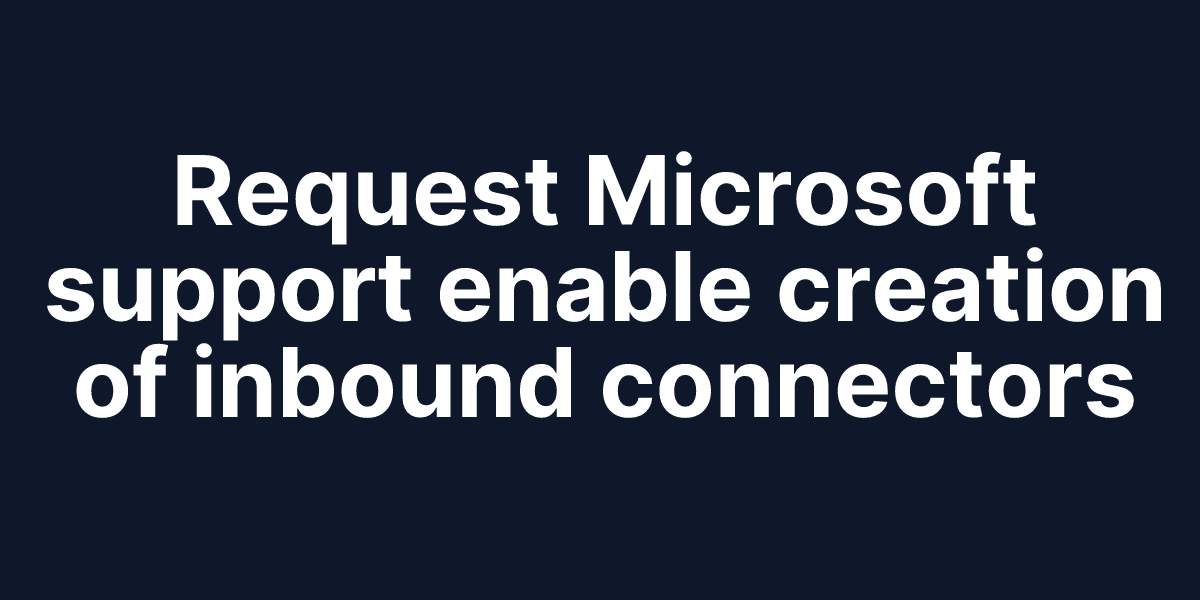 Request Microsoft
support enable creation
of inbound connectors